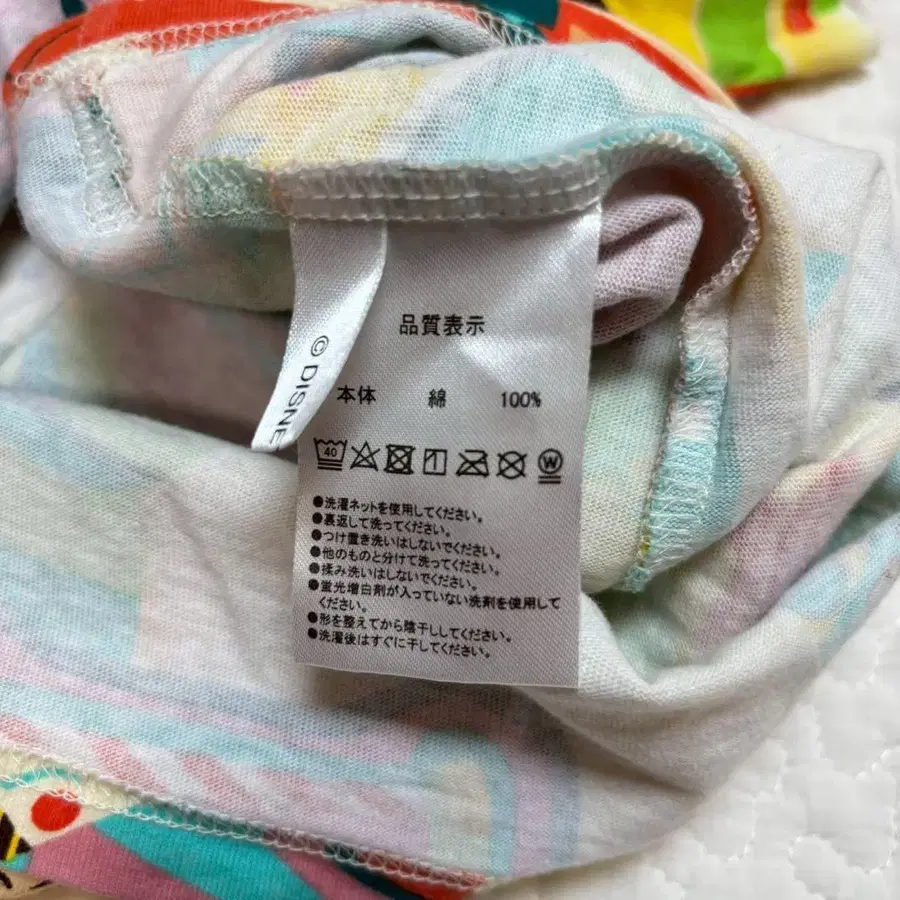 品質表示
© DISNE
本体 綿 100%
40 W
●洗濯ネットを使用してください。
●裏返して洗ってください。
●つけ置き洗いはしないでください。
●他のものと分けて洗ってください。
●揉み洗いはしないでください。
●蛍光増白剤が入っていない洗剤を使用して
ください。
●形を整えてから陰干ししてください。
●洗濯後はすぐに干してください。